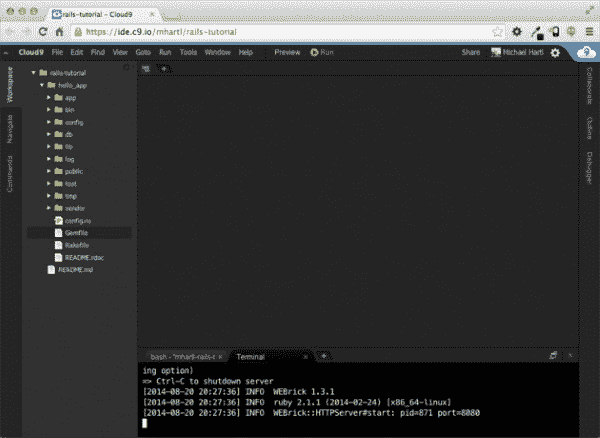 rails-tutorial - Cloud9
https://ide.c9.io/mhartl/rails-tutorial
Cloud9 File Edit Find View Goto Run Tools Window Preview Run Share Michael Hartl
Workspace
Navigate
Commands
rails-tutorial
hello_app
app
bin
config
db
lib
log
public
test
tmp
vendor
config.ru
Gemfile
Rakefile
README.rdoc
README.md
Collaborate
Outline
Debugger
bash - "mhartl-rails-t Terminal
ing option)
=> Ctrl-C to shutdown server
[2014-08-20 20:27:36] INFO WEBrick 1.3.1
[2014-08-20 20:27:36] INFO ruby 2.1.1 (2014-02-24) [x86_64-linux]
[2014-08-20 20:27:36] INFO WEBrick::HTTPServer#start: pid=871 port=8080